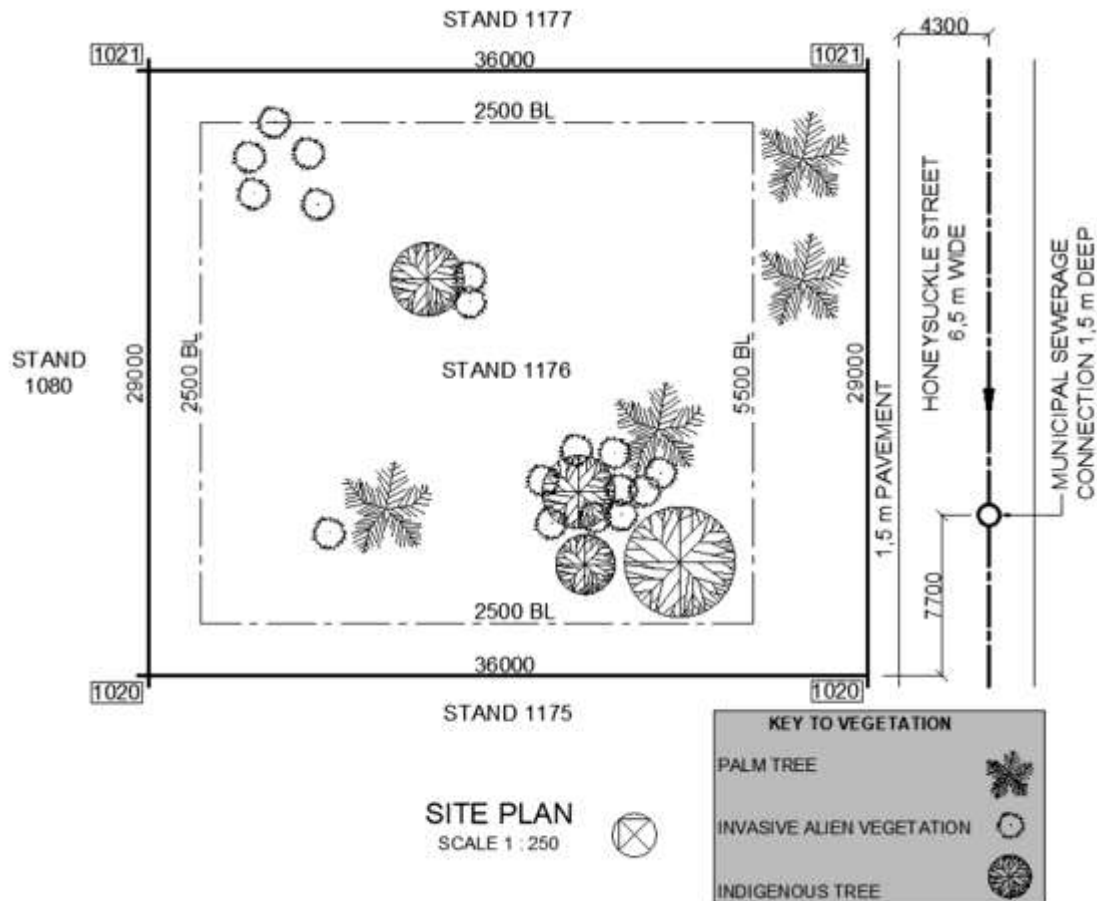 STAND 1177
4300
1021
36000
1021
2500 BL
STAND
1080
29000
2500 BL
STAND 1176
5500 BL
29000
1,5 m PAVEMENT
HONEYSUCKLE STREET
6,5 m WIDE
MUNICIPAL SEWERAGE
CONNECTION 1,5 m DEEP
7700
2500 BL
36000
1020
1020
STAND 1175
KEY TO VEGETATION
PALM TREE
INVASIVE ALIEN VEGETATION
INDIGENOUS TREE
SITE PLAN
SCALE 1 : 250